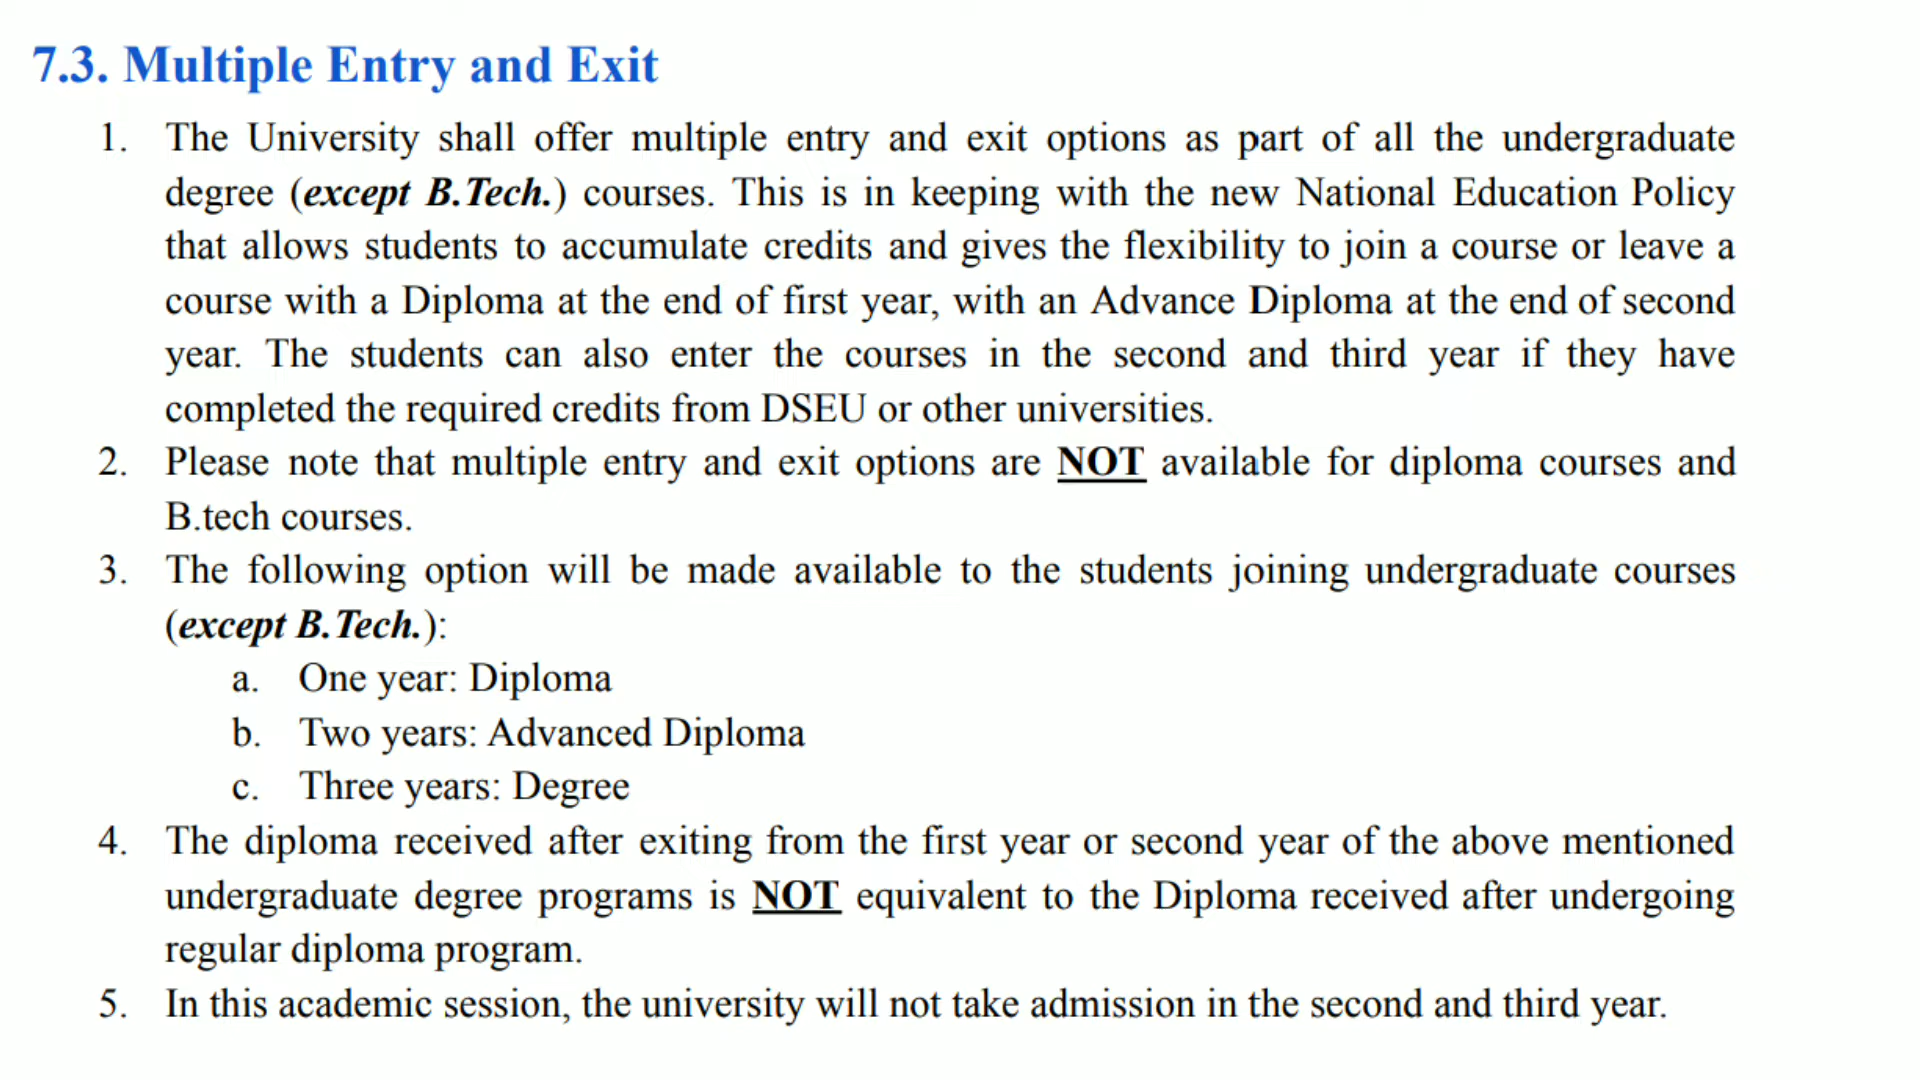 7.3. Multiple Entry and Exit
1. The University shall offer multiple entry and exit options as part of all the undergraduate
degree (except B.Tech.) courses. This is in keeping with the new National Education Policy
that allows students to accumulate credits and gives the flexibility to join a course or leave a
course with a Diploma at the end of first year, with an Advance Diploma at the end of second
year. The students can also enter the courses in the second and third year if they have
completed the required credits from DSEU or other universities.
2. Please note that multiple entry and exit options are NOT available for diploma courses and
B.tech courses.
3. The following option will be made available to the students joining undergraduate courses
(except B.Tech.):
a. One year: Diploma
b. Two years: Advanced Diploma
c. Three years: Degree
4. The diploma received after exiting from the first year or second year of the above mentioned
undergraduate degree programs is NOT equivalent to the Diploma received after undergoing
regular diploma program.
5. In this academic session, the university will not take admission in the second and third year.